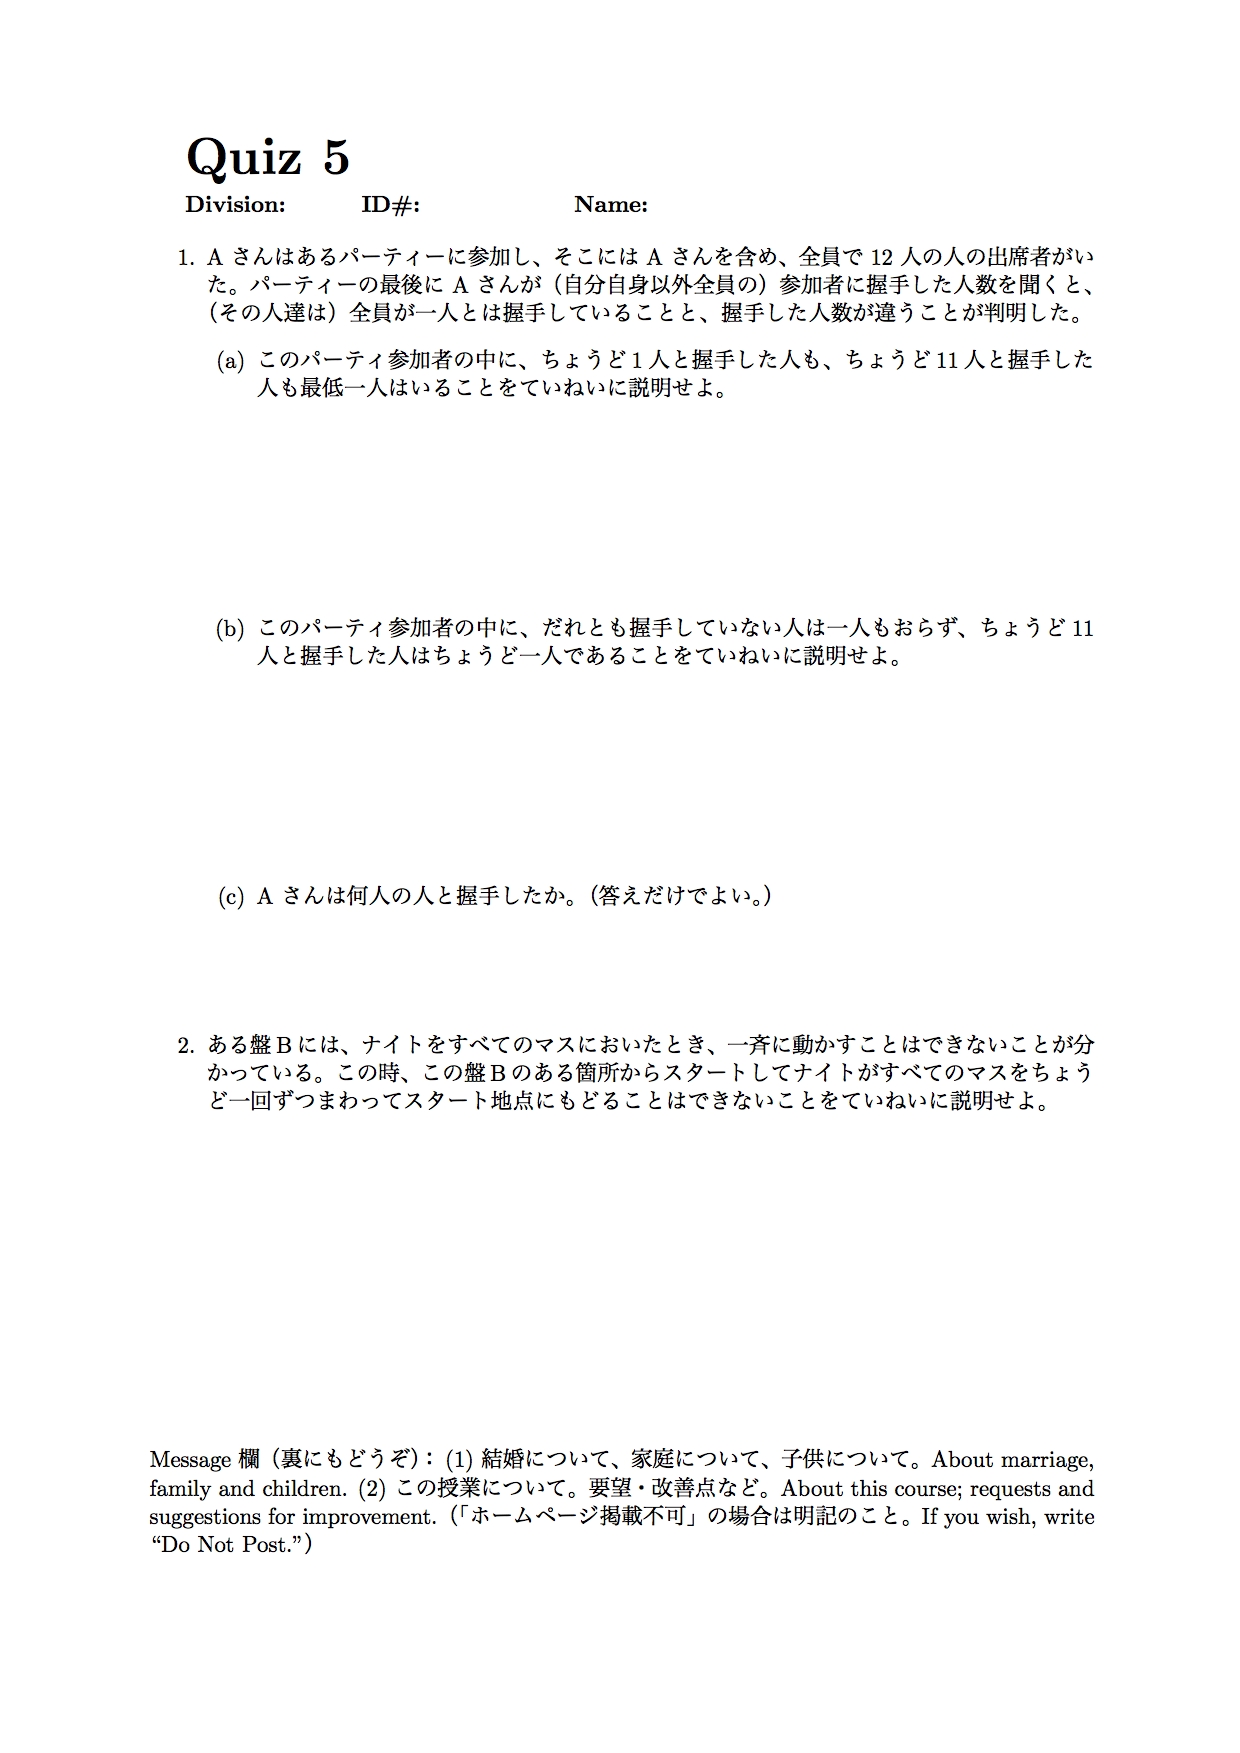 Quiz 5
Division: ID#: Name:
1. A さんはあるパーティーに参加し、そこには A さんを含め、全員で 12 人の人の出席者がい
た。パーティーの最後に A さんが（自分自身以外全員の）参加者に握手した人数を聞くと、
（その人達は）全員が一人とは握手していることと、握手した人数が違うことが判明した。
(a) このパーティ参加者の中に、ちょうど 1 人と握手した人も、ちょうど 11 人と握手した
人も最低一人はいることをていねいに説明せよ。
(b) このパーティ参加者の中に、だれとも握手していない人は一人もおらず、ちょうど 11
人と握手した人はちょうど一人であることをていねいに説明せよ。
(c) A さんは何人の人と握手したか。（答えだけでよい。）
2. ある盤 B には、ナイトをすべてのマスにおいたとき、一斉に動かすことはできないことが分
かっている。この時、この盤 B のある箇所からスタートしてナイトがすべてのマスをちょう
ど一回ずつまわってスタート地点にもどることはできないことをていねいに説明せよ。
Message 欄（裏にもどうぞ）：(1) 結婚について、家庭について、子供について。About marriage,
family and children. (2) この授業について。要望・改善点など。About this course; requests and
suggestions for improvement.（「ホームページ掲載不可」の場合は明記のこと。If you wish, write
“Do Not Post.”）